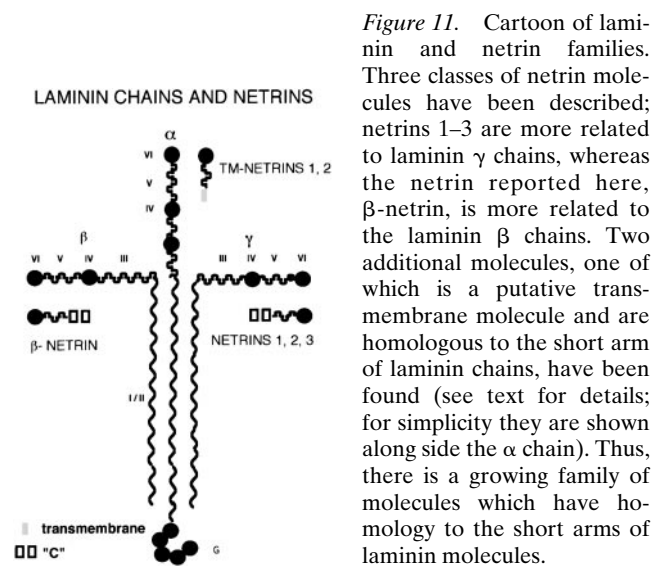 LAMININ CHAINS AND NETRINS
α
VI
TM-NETRINS 1, 2
V
IV
β
γ
VI V IV III
III IV V VI
β- NETRIN
NETRINS 1, 2, 3
I / II
transmembrane
"C"
G
Figure 11. Cartoon of lami-
nin and netrin families.
Three classes of netrin mole-
cules have been described;
netrins 1–3 are more related
to laminin γ chains, whereas
the netrin reported here,
β-netrin, is more related to
the laminin β chains. Two
additional molecules, one of
which is a putative trans-
membrane molecule and are
homologous to the short arm
of laminin chains, have been
found (see text for details;
for simplicity they are shown
along side the α chain). Thus,
there is a growing family of
molecules which have ho-
mology to the short arms of
laminin molecules.